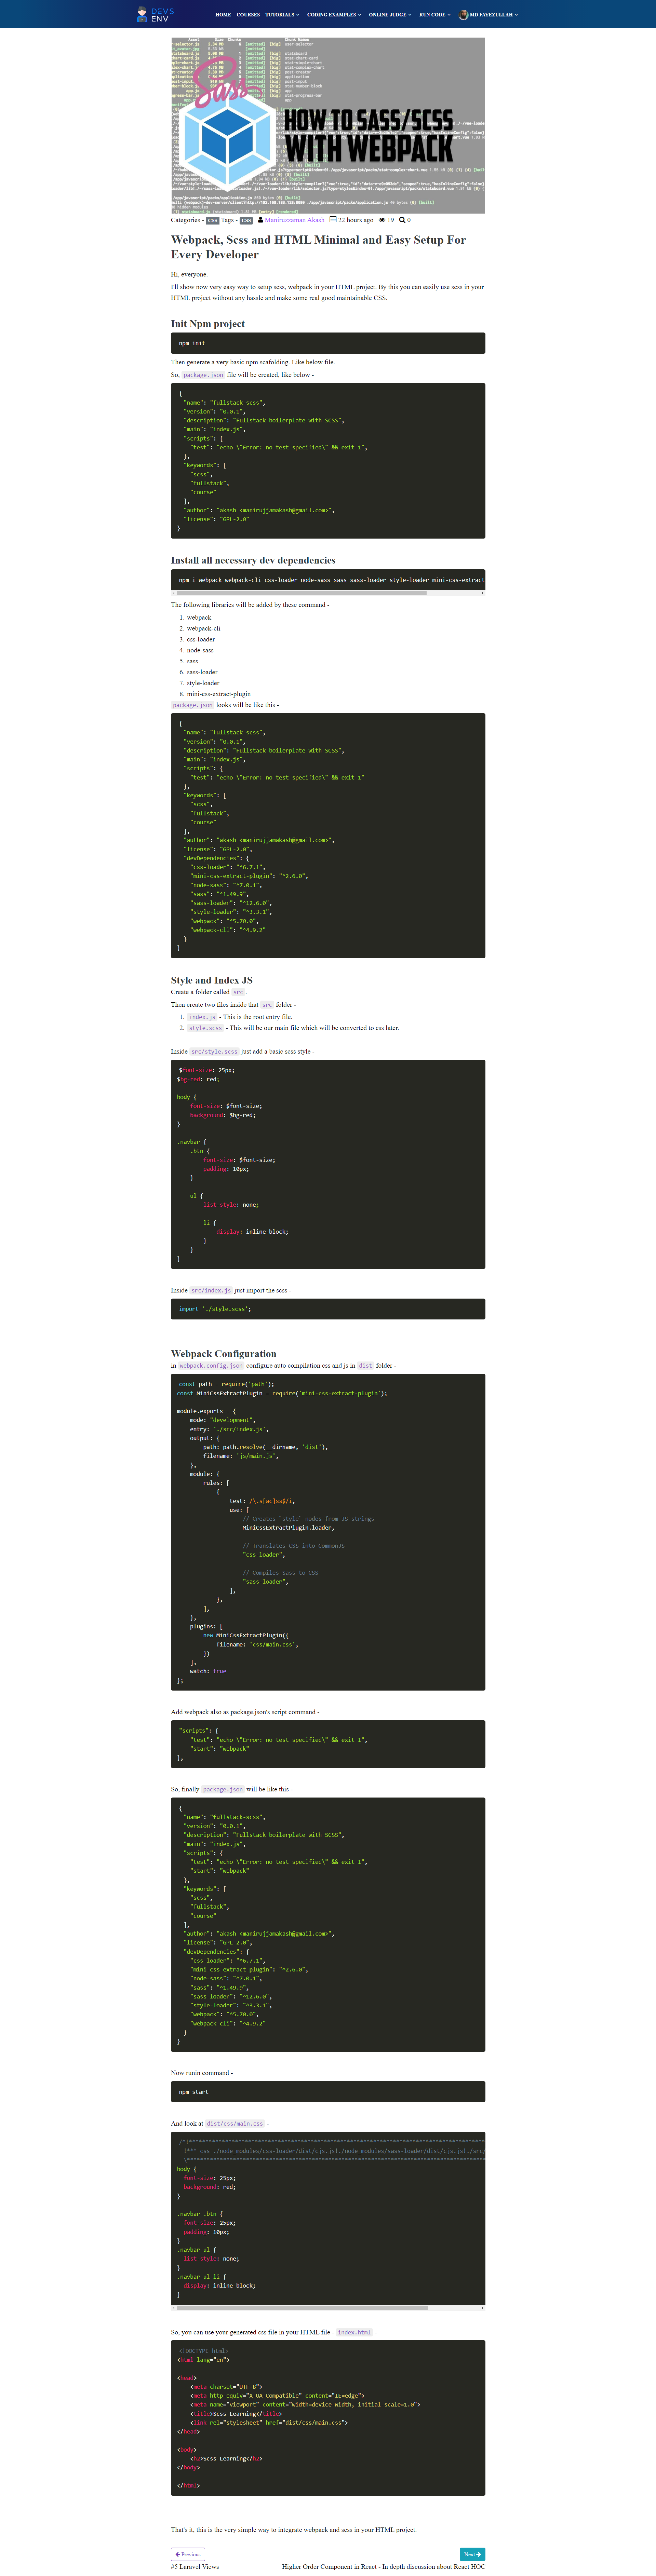 DEVS
ENV
HOME COURSES TUTORIALS CODING EXAMPLES ONLINE JUDGE RUN CODE MD FAYEZULLAH
Sass
HOW TO SASS/SCSS
WITH WEBPACK
Categories - CSS Tags - CSS Maniruzzaman Akash 22 hours ago 19 0
Webpack, Scss and HTML Minimal and Easy Setup For
Every Developer
Hi, everyone.
I'll show now very easy way to setup scss, webpack in your HTML project. By this you can easily use scss in your
HTML project without any hassle and make some real good maintainable CSS.
Init Npm project
npm init
Then generate a very basic npm scafolding. Like below file.
So, package.json file will be created, like below -
{
"name": "fullstack-scss",
"version": "0.0.1",
"description": "Fullstack boilerplate with SCSS",
"main": "index.js",
"scripts": {
"test": "echo \"Error: no test specified\" && exit 1",
},
"keywords": [
"scss",
"fullstack",
"course"
],
"author": "akash <manirujjamakash@gmail.com>",
"license": "GPL-2.0"
}
Install all necessary dev dependencies
npm i webpack webpack-cli css-loader node-sass sass sass-loader style-loader mini-css-extract
The following libraries will be added by these command -
1. webpack
2. webpack-cli
3. css-loader
4. node-sass
5. sass
6. sass-loader
7. style-loader
8. mini-css-extract-plugin
package.json looks will be like this -
{
"name": "fullstack-scss",
"version": "0.0.1",
"description": "Fullstack boilerplate with SCSS",
"main": "index.js",
"scripts": {
"test": "echo \"Error: no test specified\" && exit 1"
},
"keywords": [
"scss",
"fullstack",
"course"
],
"author": "akash <manirujjamakash@gmail.com>",
"license": "GPL-2.0",
"devDependencies": {
"css-loader": "^6.7.1",
"mini-css-extract-plugin": "^2.6.0",
"node-sass": "^7.0.1",
"sass": "^1.49.9",
"sass-loader": "^12.6.0",
"style-loader": "^3.3.1",
"webpack": "^5.70.0",
"webpack-cli": "^4.9.2"
}
}
Style and Index JS
Create a folder called src.
Then create two files inside that src folder -
1. index.js - This is the root entry file.
2. style.scss - This will be our main file which will be converted to css later.
Inside src/style.scss just add a basic scss style -
$font-size: 25px;
$bg-red: red;
body {
font-size: $font-size;
background: $bg-red;
}
.navbar {
.btn {
font-size: $font-size;
padding: 10px;
}
ul {
list-style: none;
li {
display: inline-block;
}
}
}
Inside src/index.js just import the scss -
import './style.scss';
Webpack Configuration
in webpack.config.json configure auto compilation css and js in dist folder -
const path = require('path');
const MiniCssExtractPlugin = require('mini-css-extract-plugin');
module.exports = {
mode: "development",
entry: './src/index.js',
output: {
path: path.resolve(__dirname, 'dist'),
filename: 'js/main.js',
},
module: {
rules: [
{
test: /\.s[ac]ss$/i,
use: [
// Creates `style` nodes from JS strings
MiniCssExtractPlugin.loader,
// Translates CSS into CommonJS
"css-loader",
// Compiles Sass to CSS
"sass-loader",
],
},
],
},
plugins: [
new MiniCssExtractPlugin({
filename: 'css/main.css',
})
],
watch: true
};
Add webpack also as package.json's script command -
"scripts": {
"test": "echo \"Error: no test specified\" && exit 1",
"start": "webpack"
},
So, finally package.json will be like this -
{
"name": "fullstack-scss",
"version": "0.0.1",
"description": "Fullstack boilerplate with SCSS",
"main": "index.js",
"scripts": {
"test": "echo \"Error: no test specified\" && exit 1",
"start": "webpack"
},
"keywords": [
"scss",
"fullstack",
"course"
],
"author": "akash <manirujjamakash@gmail.com>",
"license": "GPL-2.0",
"devDependencies": {
"css-loader": "^6.7.1",
"mini-css-extract-plugin": "^2.6.0",
"node-sass": "^7.0.1",
"sass": "^1.49.9",
"sass-loader": "^12.6.0",
"style-loader": "^3.3.1",
"webpack": "^5.70.0",
"webpack-cli": "^4.9.2"
}
}
Now runin command -
npm start
And look at dist/css/main.css -
!*** css ./node_modules/css-loader/dist/cjs.js!./node_modules/sass-loader/dist/cjs.js!./src/
body {
font-size: 25px;
background: red;
}
.navbar .btn {
font-size: 25px;
padding: 10px;
}
.navbar ul {
list-style: none;
}
.navbar ul li {
display: inline-block;
}
So, you can use your generated css file in your HTML file - index.html -
<!DOCTYPE html>
<html lang="en">
<head>
<meta charset="UTF-8">
<meta http-equiv="X-UA-Compatible" content="IE=edge">
<meta name="viewport" content="width=device-width, initial-scale=1.0">
<title>Scss Learning</title>
<link rel="stylesheet" href="dist/css/main.css">
</head>
<body>
<h2>Scss Learning</h2>
</body>
</html>
That's it, this is the very simple way to integrate webpack and scss in your HTML project.
Previous Next
#5 Laravel Views Higher Order Component in React - In depth discussion about React HOC